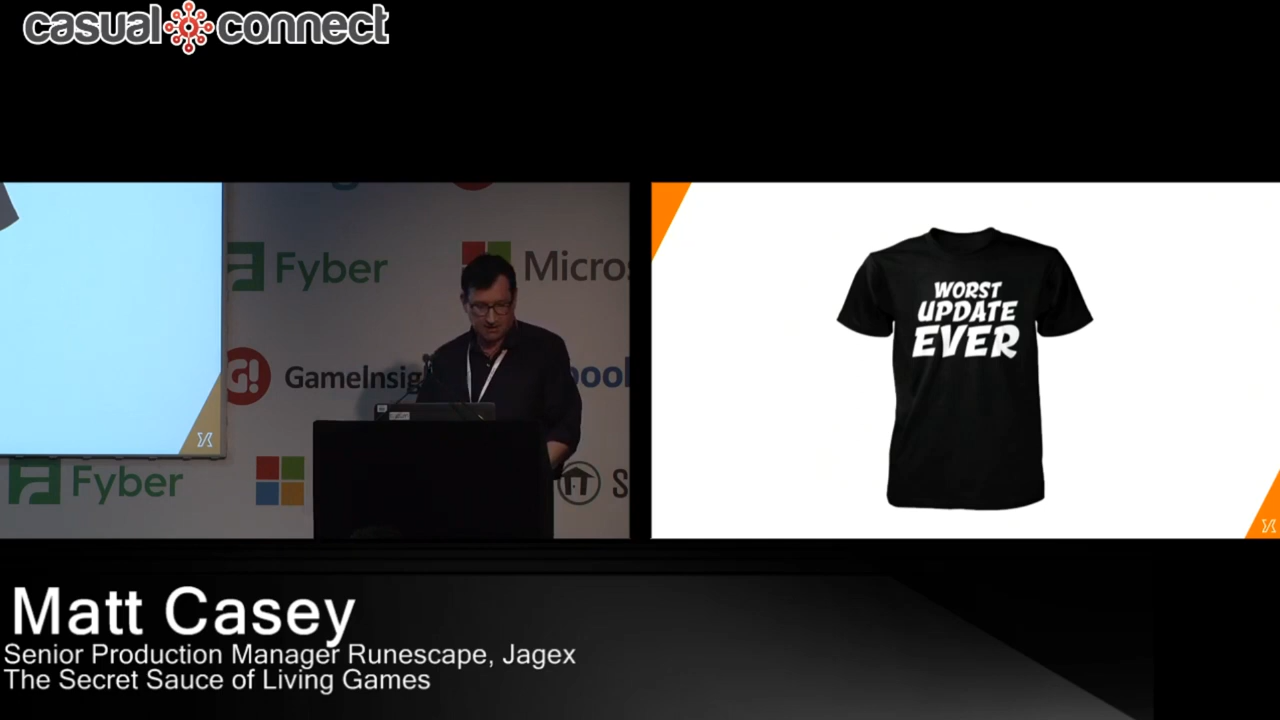 casual connect
Fyber
Micros
G! GameInsig
book
Fyber
S
WORST
UPDATE
EVER
Matt Casey
Senior Production Manager Runescape, Jagex
The Secret Sauce of Living Games